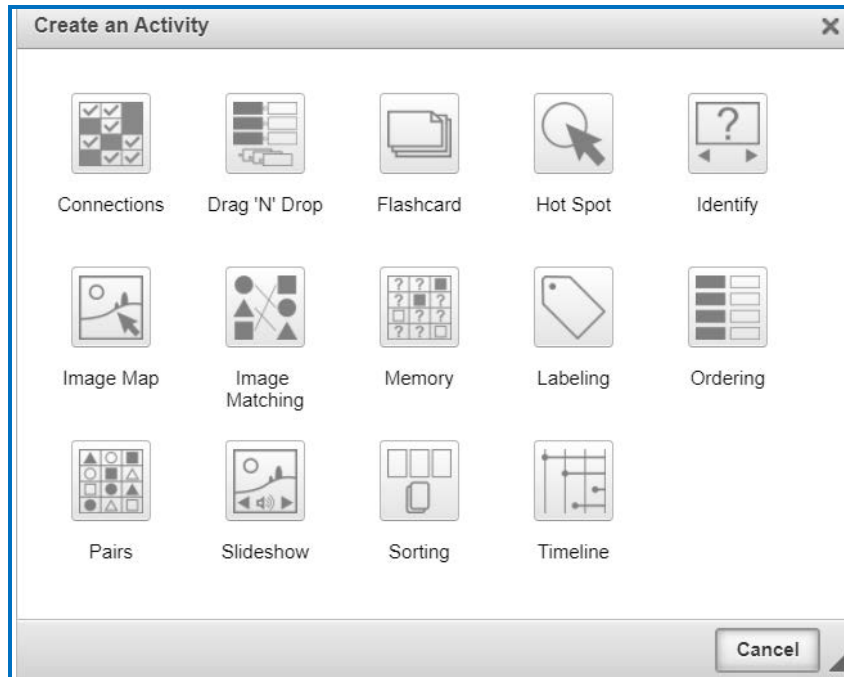 Create an Activity
Connections
Drag 'N' Drop
Flashcard
Hot Spot
Identify
?
Image Map
Image
Matching
Memory
? ?
? ?
? ?
? ?
Labeling
Ordering
Pairs
Slideshow
Sorting
Timeline
Cancel